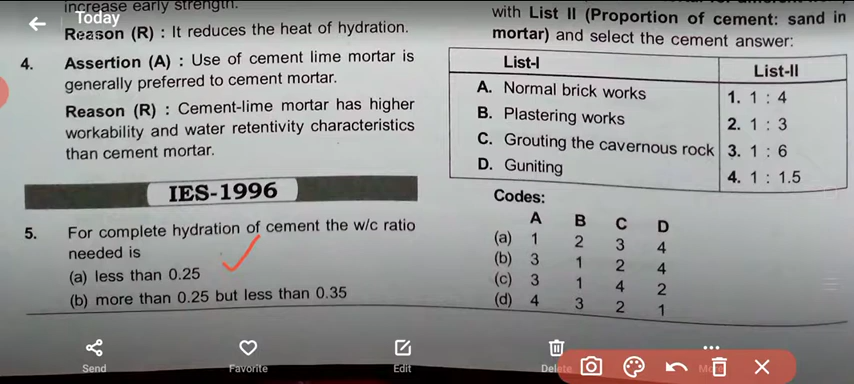 increase early strength.
Today
Reason (R) : It reduces the heat of hydration.
4. Assertion (A) : Use of cement lime mortar is
generally preferred to cement mortar.
Reason (R) : Cement-lime mortar has higher
workability and water retentivity characteristics
than cement mortar.
IES-1996
5. For complete hydration of cement the w/c ratio
needed is
(a) less than 0.25
(b) more than 0.25 but less than 0.35
with List II (Proportion of cement: sand in
mortar) and select the cement answer:
List-I List-II
A. Normal brick works 1. 1 : 4
B. Plastering works 2. 1 : 3
C. Grouting the cavernous rock 3. 1 : 6
D. Guniting 4. 1 : 1.5
Codes:
A B C D
(a) 1 2 3 4
(b) 3 1 2 4
(c) 3 1 4 2
(d) 4 3 2 1
Send Favorite Edit Delete More